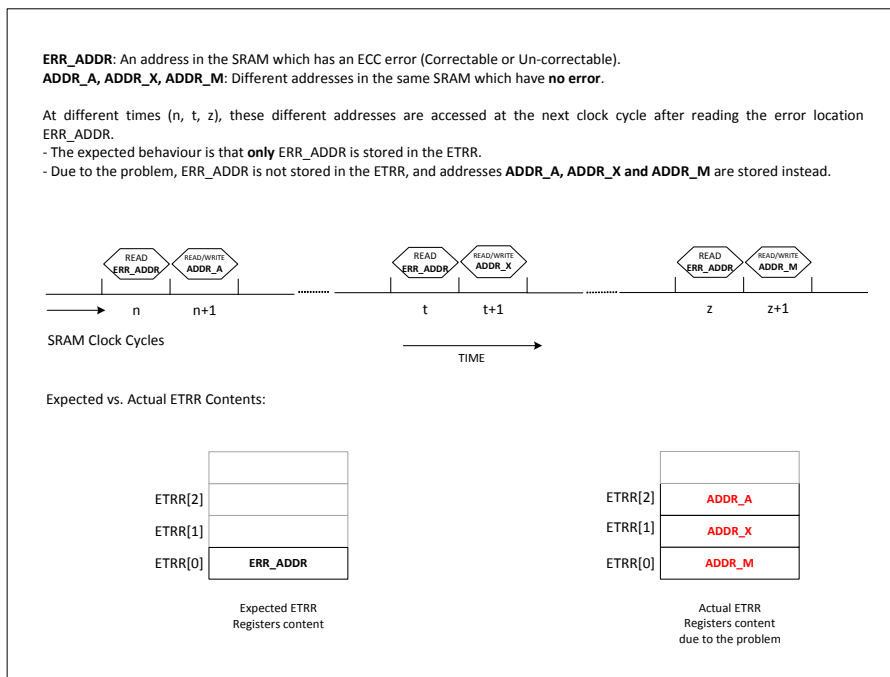 ERR_ADDR: An address in the SRAM which has an ECC error (Correctable or Un-correctable).
ADDR_A, ADDR_X, ADDR_M: Different addresses in the same SRAM which have no error.
At different times (n, t, z), these different addresses are accessed at the next clock cycle after reading the error location
ERR_ADDR.
- The expected behaviour is that only ERR_ADDR is stored in the ETRR.
- Due to the problem, ERR_ADDR is not stored in the ETRR, and addresses ADDR_A, ADDR_X and ADDR_M are stored instead.
READ READ/WRITE READ READ/WRITE READ READ/WRITE
ERR_ADDR ADDR_A ERR_ADDR ADDR_X ERR_ADDR ADDR_M
n n+1 t t+1 z z+1
SRAM Clock Cycles
TIME
Expected vs. Actual ETRR Contents:
ETRR[2] ETRR[2] ADDR_A
ETRR[1] ETRR[1] ADDR_X
ETRR[0] ERR_ADDR ETRR[0] ADDR_M
Expected ETRR Actual ETRR
Registers content Registers content
due to the problem